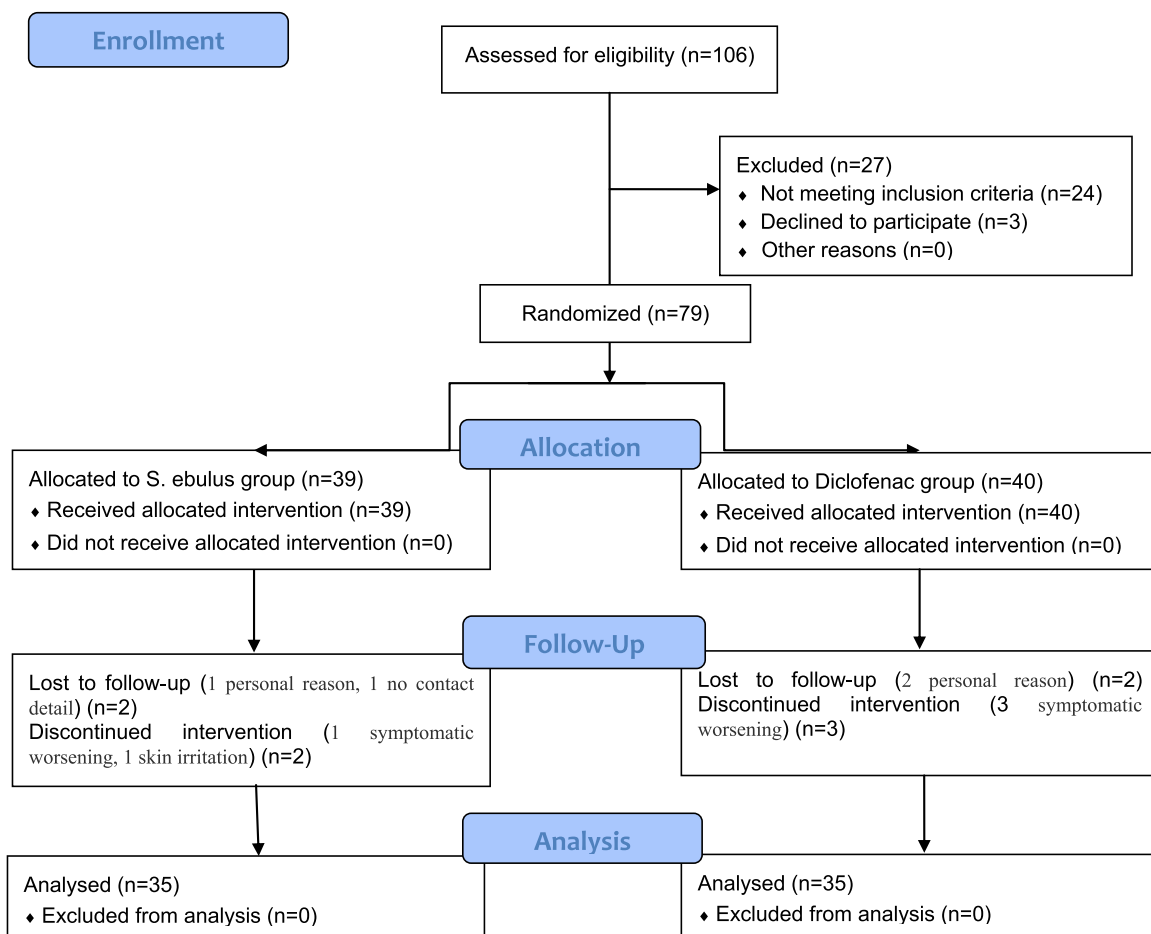 Enrollment
Assessed for eligibility (n=106)
Excluded (n=27)
♦ Not meeting inclusion criteria (n=24)
♦ Declined to participate (n=3)
♦ Other reasons (n=0)
Randomized (n=79)
Allocation
Allocated to S. ebulus group (n=39)
♦ Received allocated intervention (n=39)
♦ Did not receive allocated intervention (n=0)
Allocated to Diclofenac group (n=40)
♦ Received allocated intervention (n=40)
♦ Did not receive allocated intervention (n=0)
Follow-Up
Lost to follow-up (1 personal reason, 1 no contact
detail) (n=2)
Discontinued intervention (1 symptomatic
worsening, 1 skin irritation) (n=2)
Lost to follow-up (2 personal reason) (n=2)
Discontinued intervention (3 symptomatic
worsening) (n=3)
Analysis
Analysed (n=35)
♦ Excluded from analysis (n=0)
Analysed (n=35)
♦ Excluded from analysis (n=0)